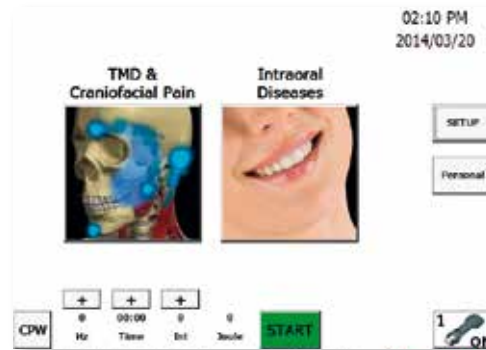 02:10 PM
2014/03/20
TMD &
Craniofacial Pain
Intraoral
Diseases
SETUP
Personal
+ + +
0 00:00 0 0
CPW Hz Time Int Joule START
1